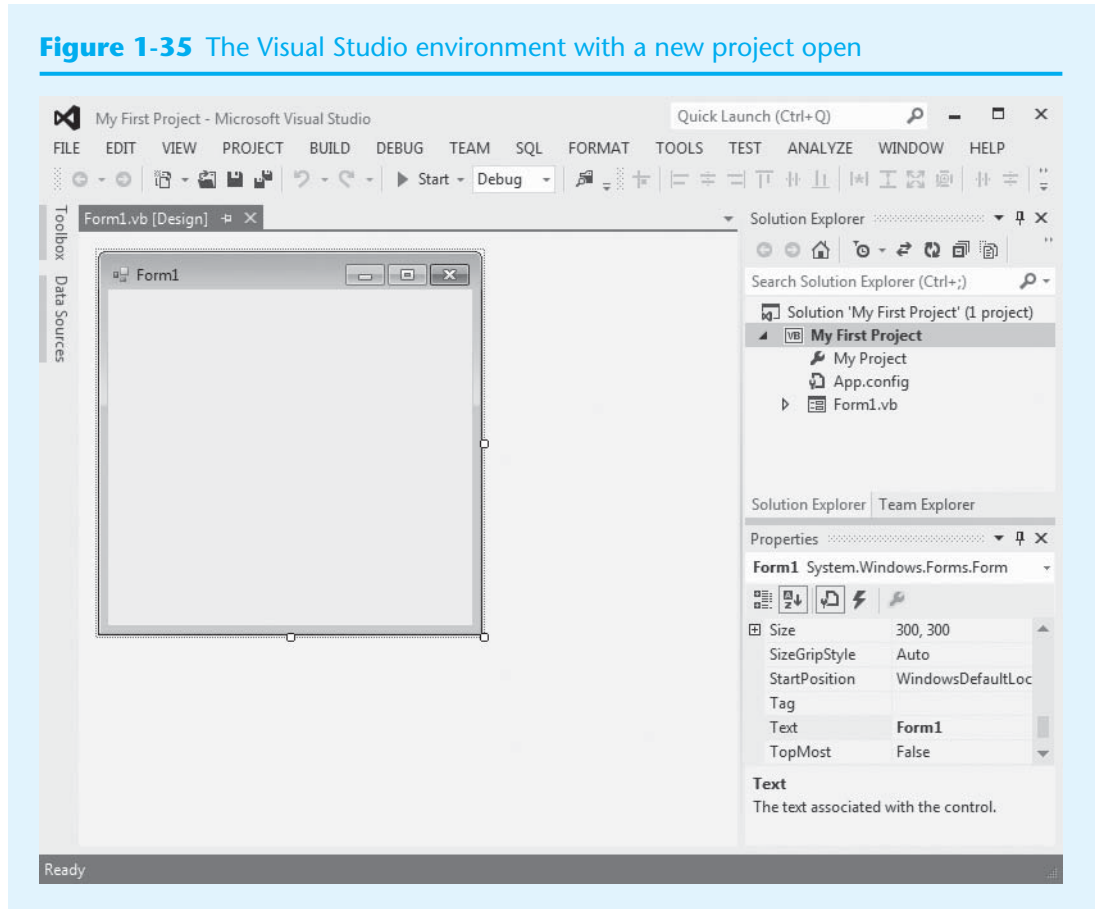 Figure 1-35 The Visual Studio environment with a new project open
My First Project - Microsoft Visual Studio
Quick Launch (Ctrl+Q)
FILE EDIT VIEW PROJECT BUILD DEBUG TEAM SQL FORMAT TOOLS TEST ANALYZE WINDOW HELP
Start Debug
Toolbox
Data Sources
Form1.vb [Design]
Form1
Solution Explorer
Search Solution Explorer (Ctrl+;)
Solution 'My First Project' (1 project)
VB My First Project
My Project
App.config
Form1.vb
Solution Explorer Team Explorer
Properties
Form1 System.Windows.Forms.Form
Size 300, 300
SizeGripStyle Auto
StartPosition WindowsDefaultLoc
Tag
Text Form1
TopMost False
Text
The text associated with the control.
Ready